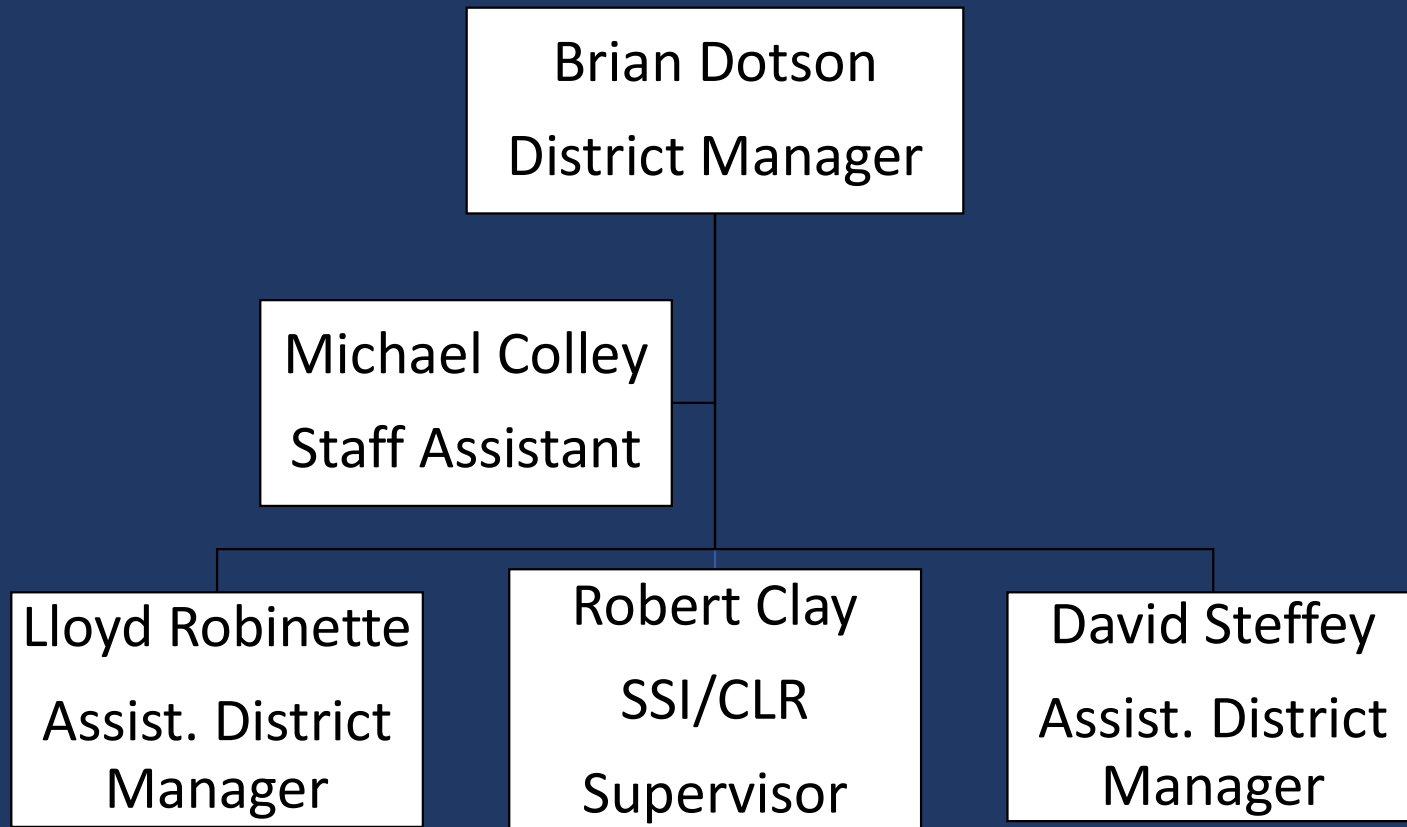 Brian Dotson
District Manager
Michael Colley
Staff Assistant
Lloyd Robinette
Assist. District
Manager
Robert Clay
SSI/CLR
Supervisor
David Steffey
Assist. District
Manager